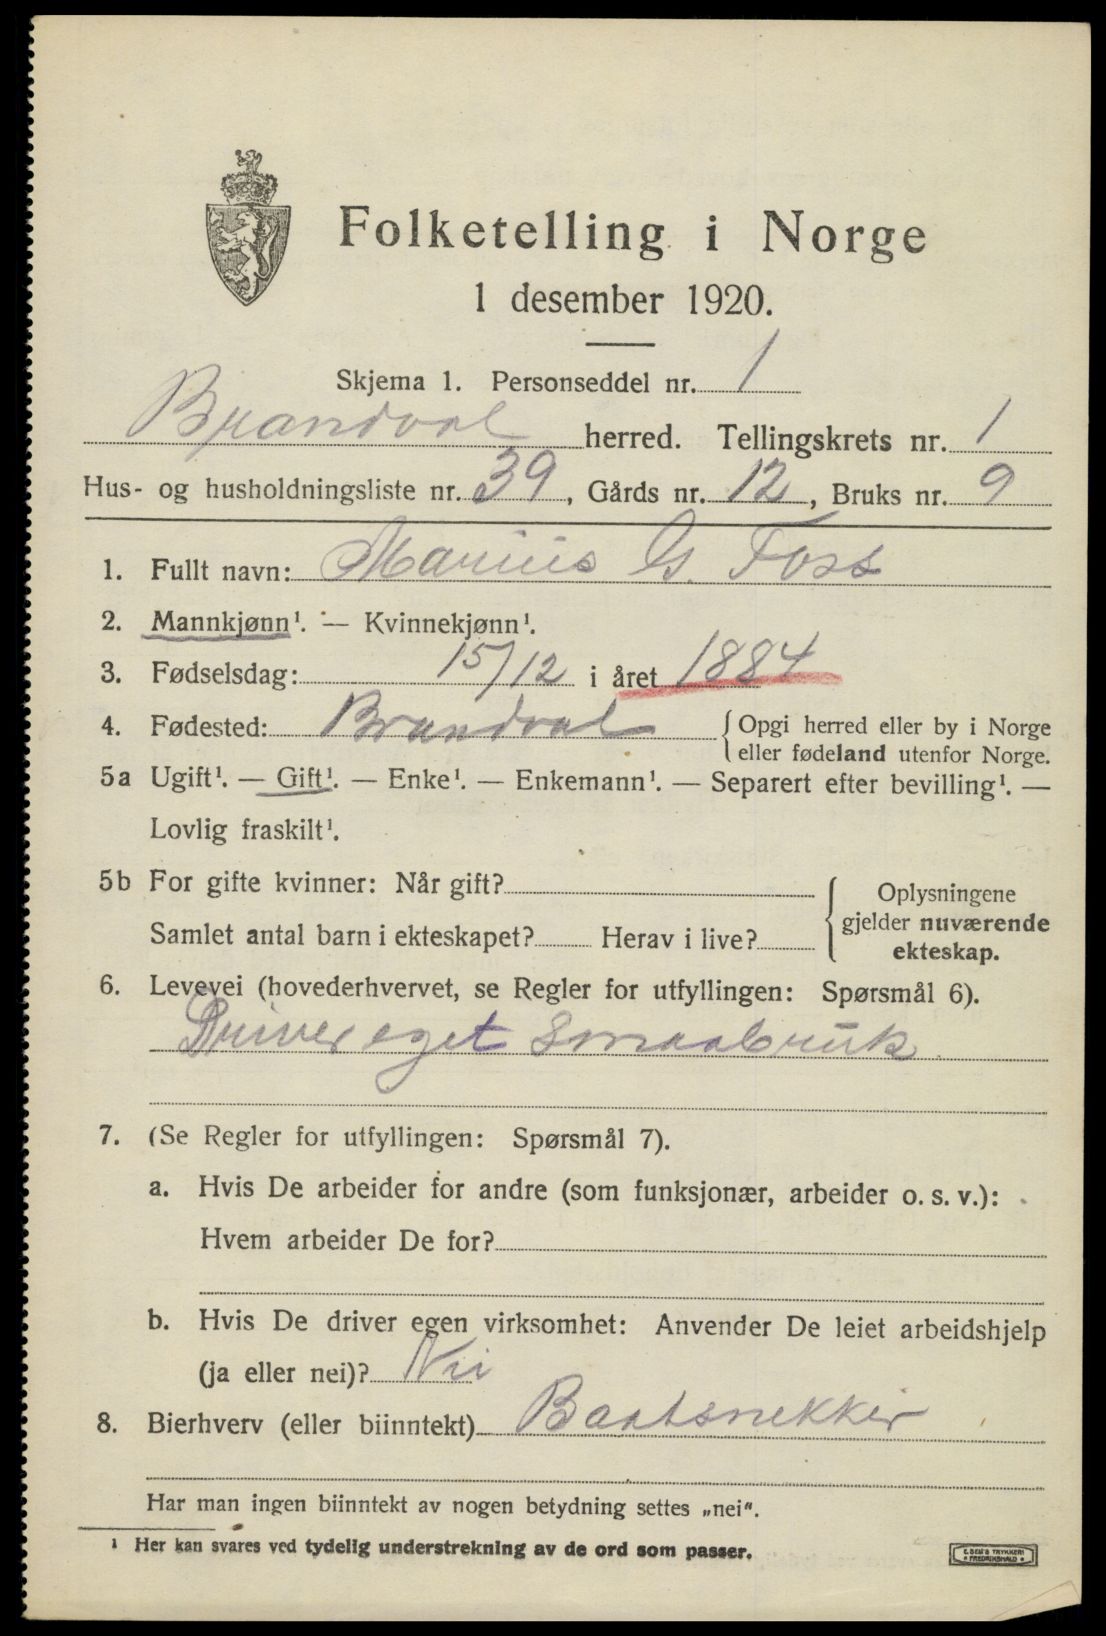 Folketelling i Norge
1 desember 1920.
Skjema 1. Personseddel nr. 1
Brandval herred. Tellingskrets nr. 1
Hus- og husholdningsliste nr. 39, Gårds nr. 12, Bruks nr. 9
1. Fullt navn: Marius G. Foss
2. Mannkjønn¹. — Kvinnekjønn¹.
3. Fødselsdag: 15/12 i året 1884
4. Fødested: Brandval {Opgi herred eller by i Norge
eller fødeland utenfor Norge.
5a Ugift¹. — Gift¹. — Enke¹. — Enkemann¹. — Separert efter bevilling¹. —
Lovlig fraskilt¹.
5b For gifte kvinner: Når gift?
Samlet antal barn i ekteskapet? Herav i live?
{Oplysningene
gjelder nuværende
ekteskap.
6. Levevei (hovederhvervet, se Regler for utfyllingen: Spørsmål 6).
Driver eget Smaabruk
7. (Se Regler for utfyllingen: Spørsmål 7).
a. Hvis De arbeider for andre (som funksjonær, arbeider o. s. v.):
Hvem arbeider De for?
b. Hvis De driver egen virksomhet: Anvender De leiet arbeidshjelp
(ja eller nei)? Nei
8. Bierhverv (eller biinntekt) Baatsnekker
Har man ingen biinntekt av nogen betydning settes „nei“.
¹ Her kan svares ved tydelig understrekning av de ord som passer.
E. SEM'S TRYKKERI
• FREDRIKSHALD •